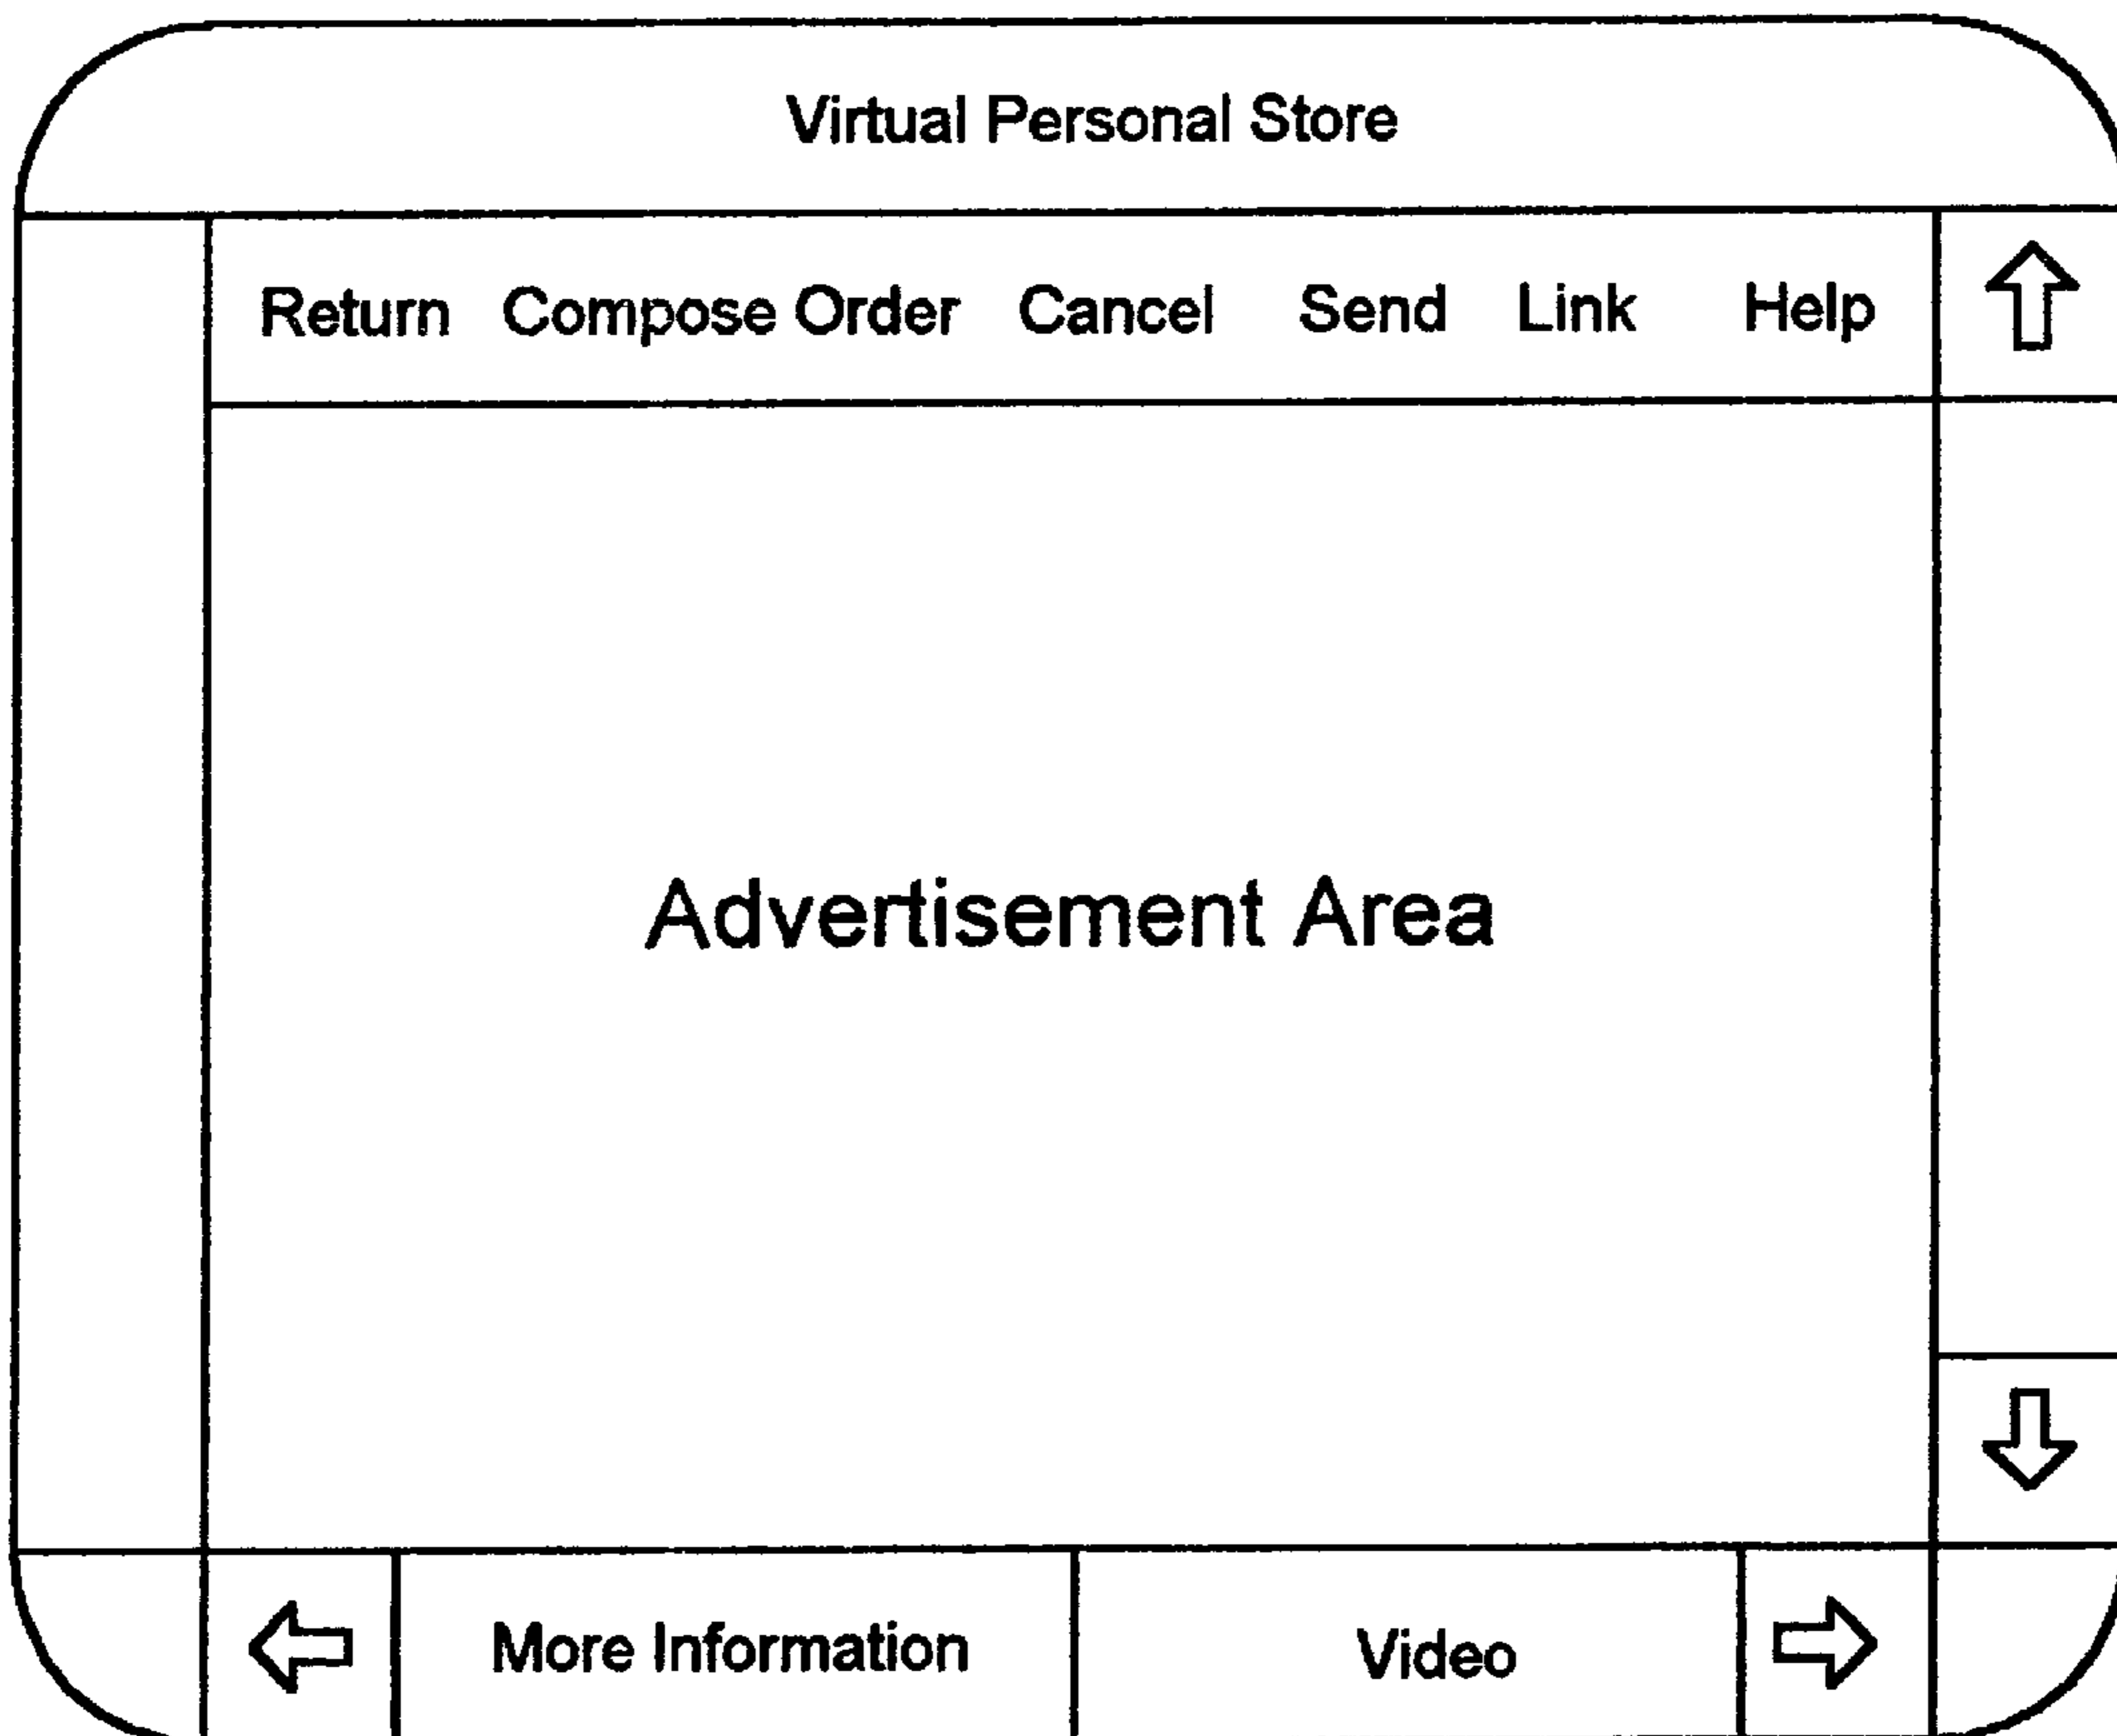 Virtual Personal Store
Return Compose Order Cancel Send Link Help
Advertisement Area
More Information Video